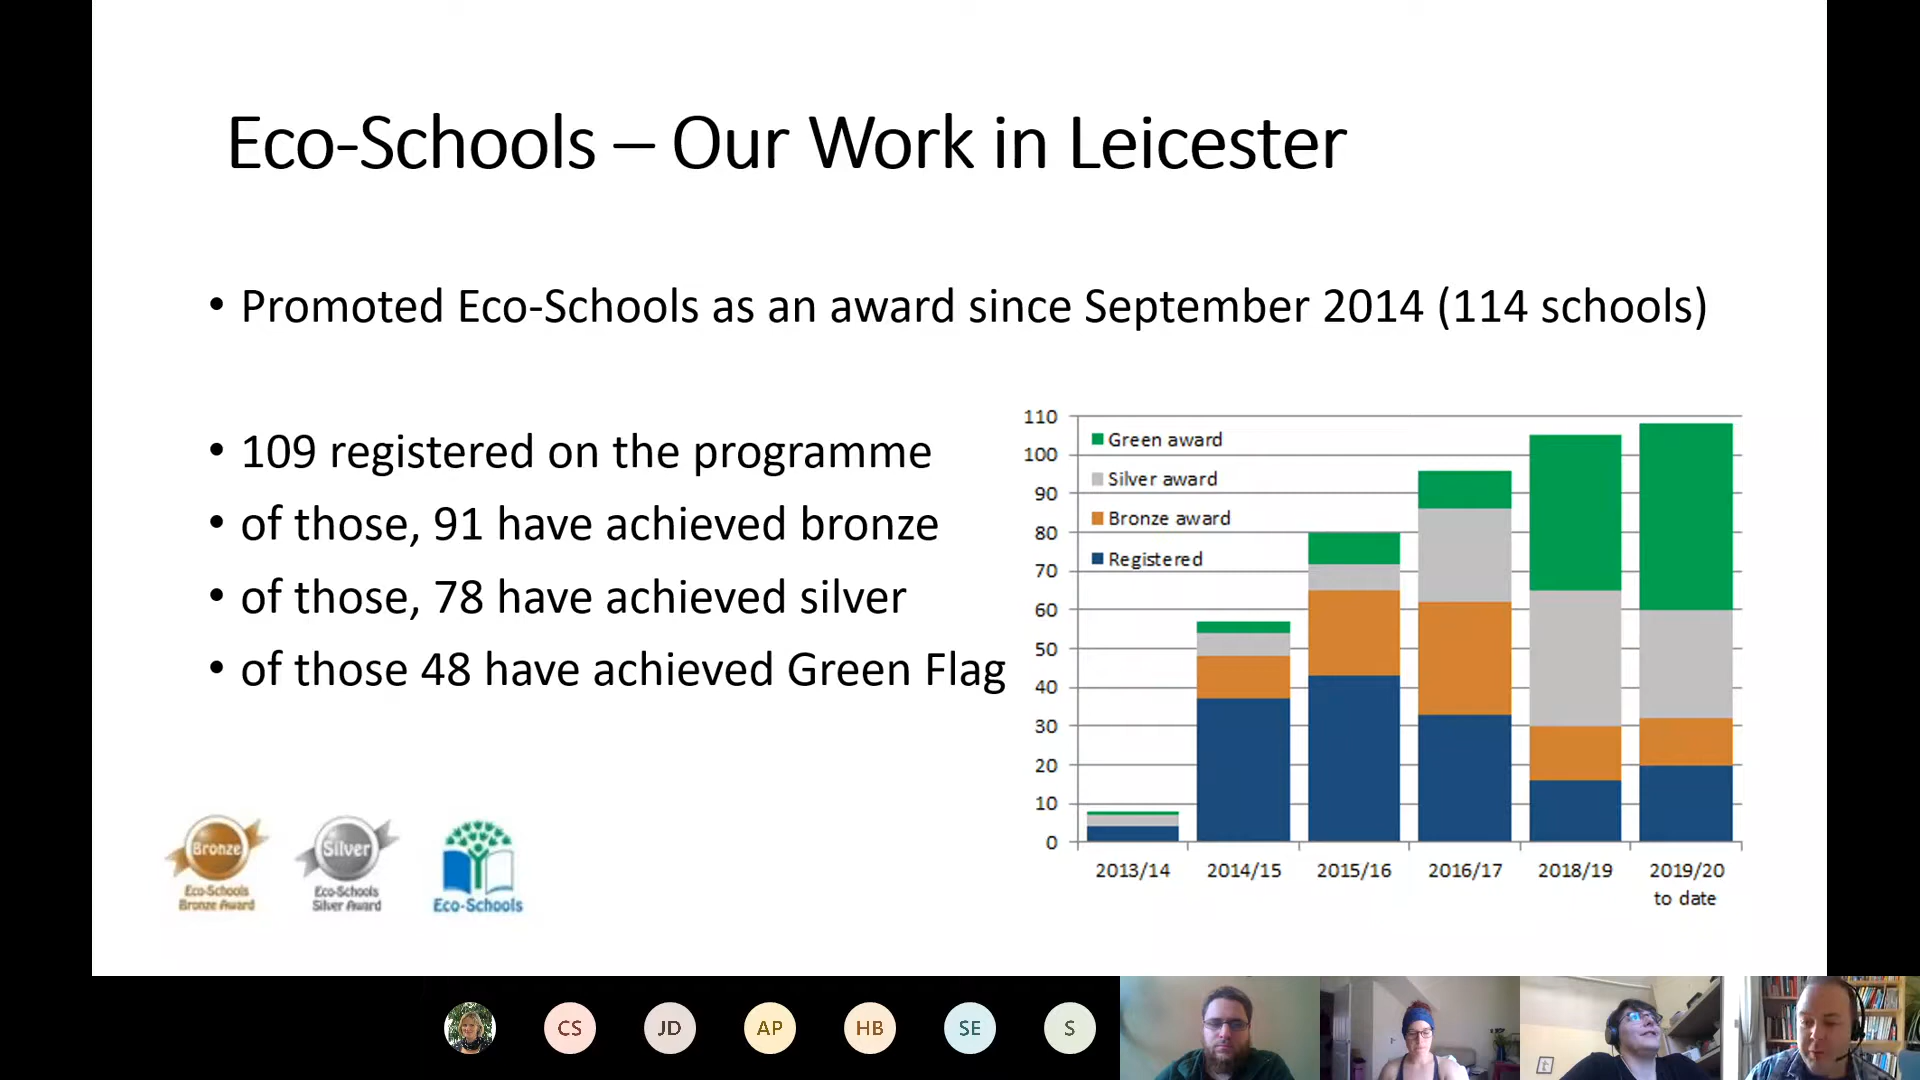 Eco-Schools – Our Work in Leicester
• Promoted Eco-Schools as an award since September 2014 (114 schools)
• 109 registered on the programme
• of those, 91 have achieved bronze
• of those, 78 have achieved silver
• of those 48 have achieved Green Flag
110
100
90
80
70
60
50
40
30
20
10
0
Green award
Silver award
Bronze award
Registered
2013/14 2014/15 2015/16 2016/17 2018/19 2019/20
to date
Bronze
Eco-Schools
Bronze Award
Silver
Eco-Schools
Silver Award
Eco-Schools
CS JD AP HB SE S